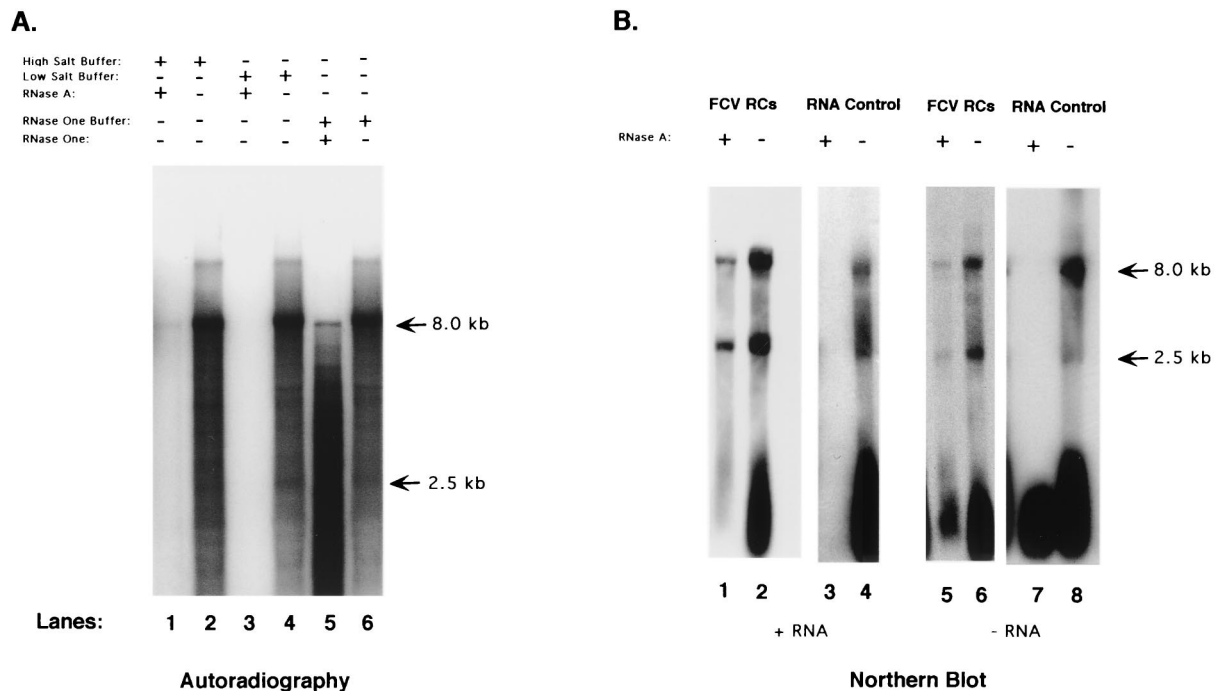 A.
High Salt Buffer: + + - - - -
Low Salt Buffer: - - + + - -
RNase A: + - + - - -
RNase One Buffer: - - - - + +
RNase One: - - - - + -
8.0 kb
2.5 kb
Lanes: 1 2 3 4 5 6
Autoradiography
B.
FCV RCs RNA Control FCV RCs RNA Control
RNase A: + - + - + - + -
8.0 kb
2.5 kb
1 2 3 4 5 6 7 8
+ RNA - RNA
Northern Blot